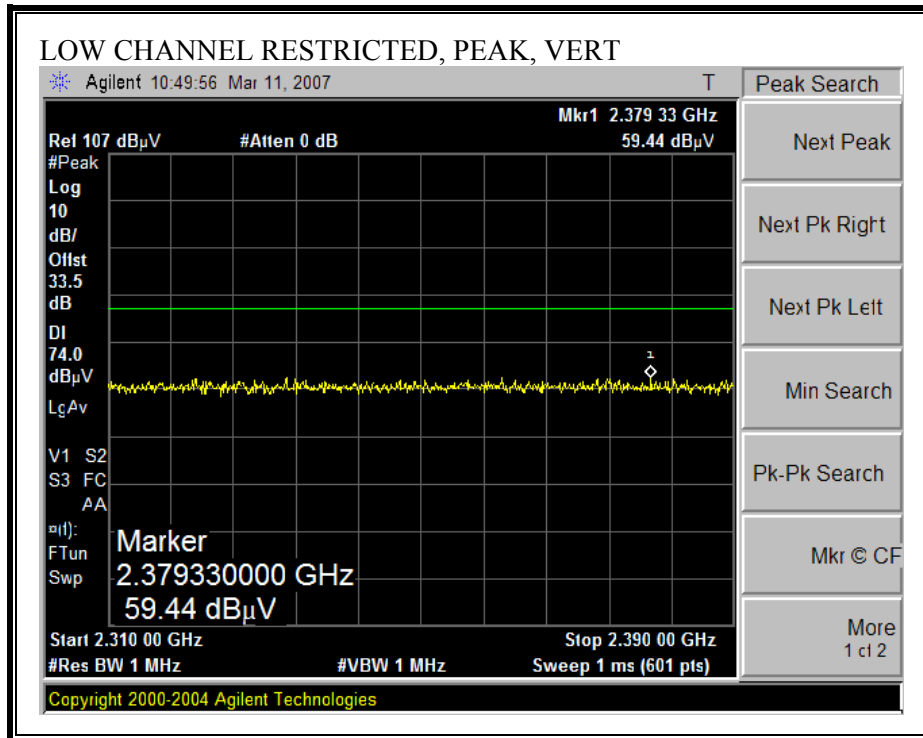 LOW CHANNEL RESTRICTED, PEAK, VERT
Agilent 10:49:56 Mar 11, 2007 T
Peak Search
Mkr1 2.379 33 GHz
Ref 107 dBµV #Atten 0 dB 59.44 dBµV
Next Peak
#Peak
Log
10
dB/
Next Pk Right
Offst
33.5
dB
Next Pk Left
DI
74.0
dBµV
1
Min Search
LgAv
V1 S2
S3 FC
AA
Pk-Pk Search
¤(f):
FTun
Swp
Marker
2.379330000 GHz
59.44 dBµV
Mkr © CF
Start 2.310 00 GHz Stop 2.390 00 GHz
#Res BW 1 MHz #VBW 1 MHz Sweep 1 ms (601 pts)
More
1 of 2
Copyright 2000-2004 Agilent Technologies